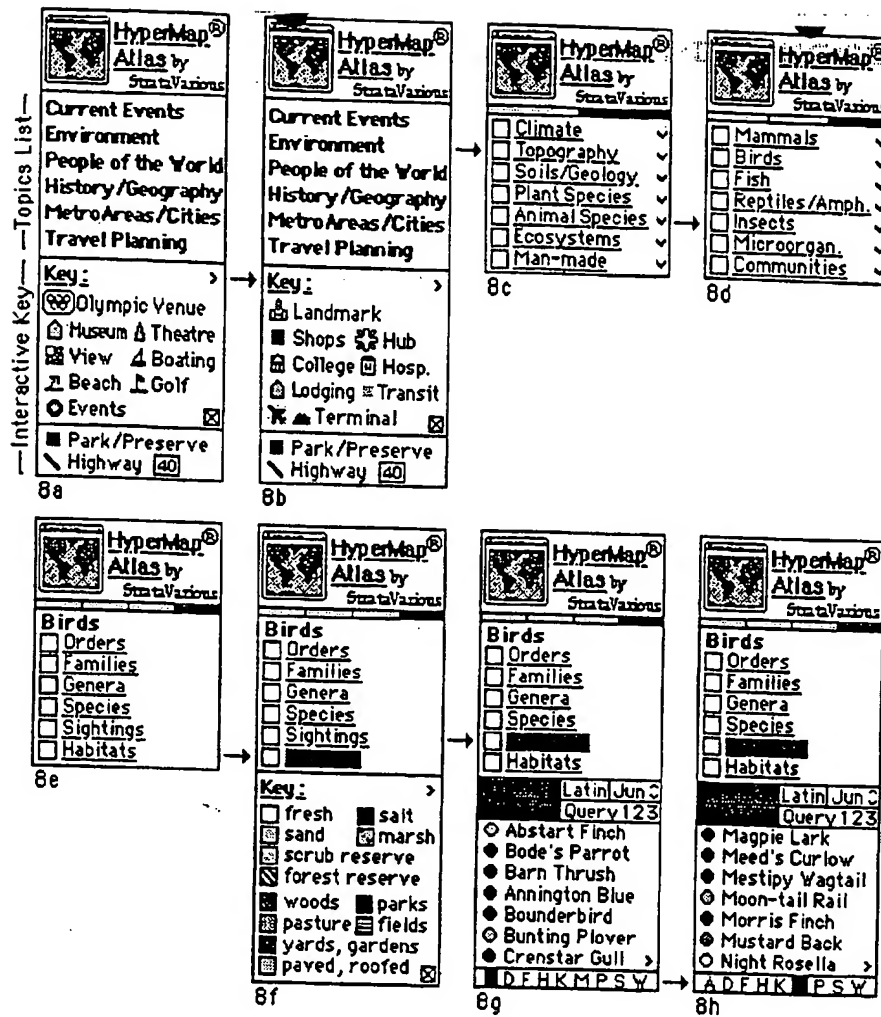 —Interactive Key— —Topics List—
HyperMap®
Atlas by
StrataVarious
Current Events
Environment
People of the World
History/Geography
MetroAreas/Cities
Travel Planning
Key: >
Olympic Venue
Museum Theatre
View Boating
Beach Golf
Events
Park/Preserve
Highway 40
8a
HyperMap®
Atlas by
StrataVarious
Current Events
Environment
People of the World
History/Geography
MetroAreas/Cities
Travel Planning
Key: >
Landmark
Shops Hub
College H Hosp.
Lodging Transit
Terminal
Park/Preserve
Highway 40
8b
HyperMap®
Atlas by
StrataVarious
Climate
Topography
Soils/Geology
Plant Species
Animal Species
Ecosystems
Man-made
8c
HyperMap®
Atlas by
StrataVarious
Mammals
Birds
Fish
Reptiles/Amph.
Insects
Microorgan.
Communities
8d
HyperMap®
Atlas by
StrataVarious
Birds
Orders
Families
Genera
Species
Sightings
Habitats
8e
HyperMap®
Atlas by
StrataVarious
Birds
Orders
Families
Genera
Species
Sightings
Key: >
fresh salt
sand marsh
scrub reserve
forest reserve
woods parks
pasture fields
yards, gardens
paved, roofed
8f
HyperMap®
Atlas by
StrataVarious
Birds
Orders
Families
Genera
Species
Habitats
Latin Jun
Query 123
Abstart Finch
Bode's Parrot
Barn Thrush
Annington Blue
Bounderbird
Bunting Plover
Crenstar Gull >
D F H K M P S W
8g
HyperMap®
Atlas by
StrataVarious
Birds
Orders
Families
Genera
Species
Habitats
Latin Jun
Query 123
Magpie Lark
Meed's Curlow
Mestipy Wagtail
Moon-tail Rail
Morris Finch
Mustard Back
Night Rosella >
A D F H K P S W
8h